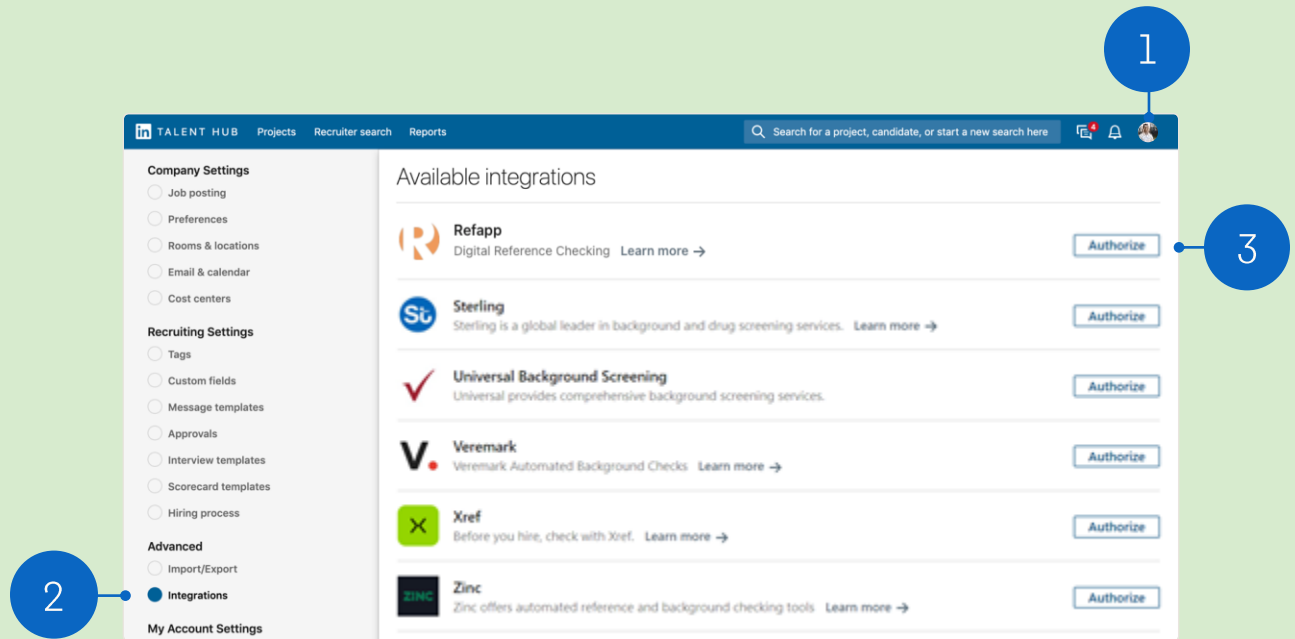 1
in TALENT HUB Projects Recruiter search Reports Search for a project, candidate, or start a new search here 4
Company Settings
Job posting
Preferences
Rooms & locations
Email & calendar
Cost centers
Recruiting Settings
Tags
Custom fields
Message templates
Approvals
Interview templates
Scorecard templates
Hiring process
Advanced
Import/Export
2
Integrations
My Account Settings
Available integrations
Refapp
Digital Reference Checking Learn more →
Authorize
3
St
Sterling
Sterling is a global leader in background and drug screening services. Learn more →
Authorize
Universal Background Screening
Universal provides comprehensive background screening services.
Authorize
V.
Veremark
Veremark Automated Background Checks Learn more →
Authorize
Xref
Before you hire, check with Xref. Learn more →
Authorize
ZINC
Zinc
Zinc offers automated reference and background checking tools Learn more →
Authorize